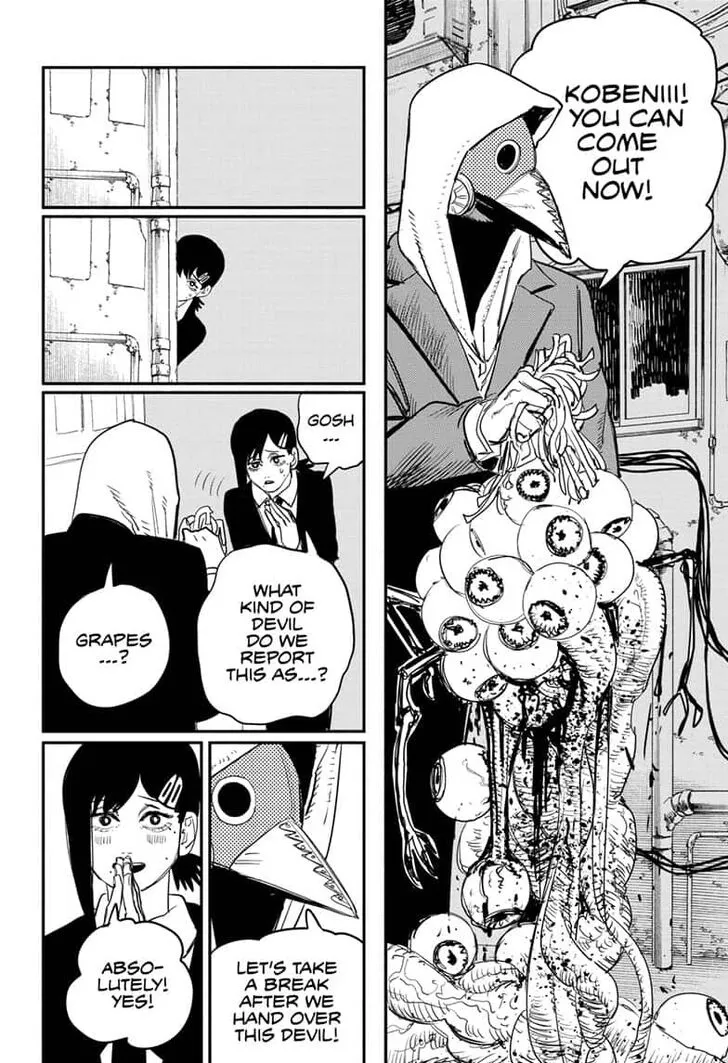 KOBENIII!
YOU CAN
COME
OUT
NOW!
GOSH
...
WHAT
KIND OF
DEVIL
DO WE
REPORT
THIS AS...?
GRAPES
...?
LET'S TAKE
A BREAK
AFTER WE
HAND OVER
THIS DEVIL!
ABSO-
LUTELY!
YES!